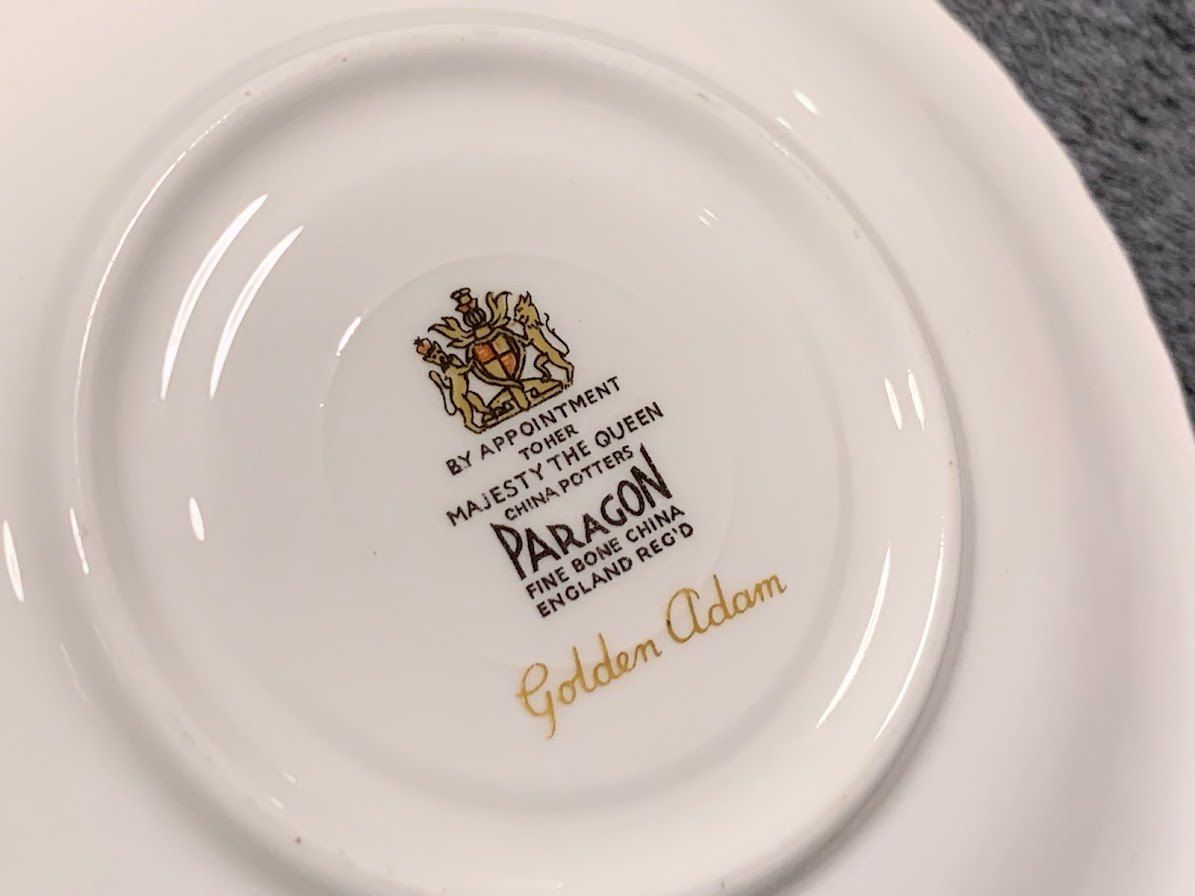 BY APPOINTMENT
TO HER
MAJESTY THE QUEEN
CHINA POTTERS
PARAGON
FINE BONE CHINA
ENGLAND REG'D
Golden Adam